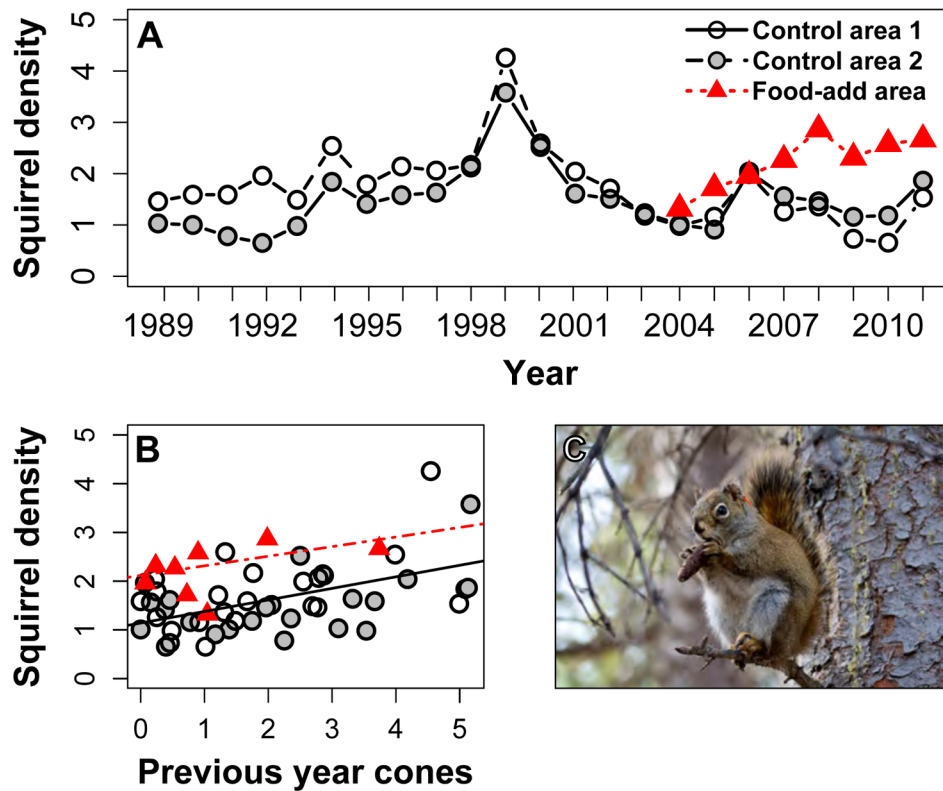 A
Squirrel density
5
4
3
2
1
0
Control area 1
Control area 2
Food-add area
1989 1992 1995 1998 2001 2004 2007 2010
Year
B
Squirrel density
5
4
3
2
1
0
0 1 2 3 4 5
Previous year cones
C